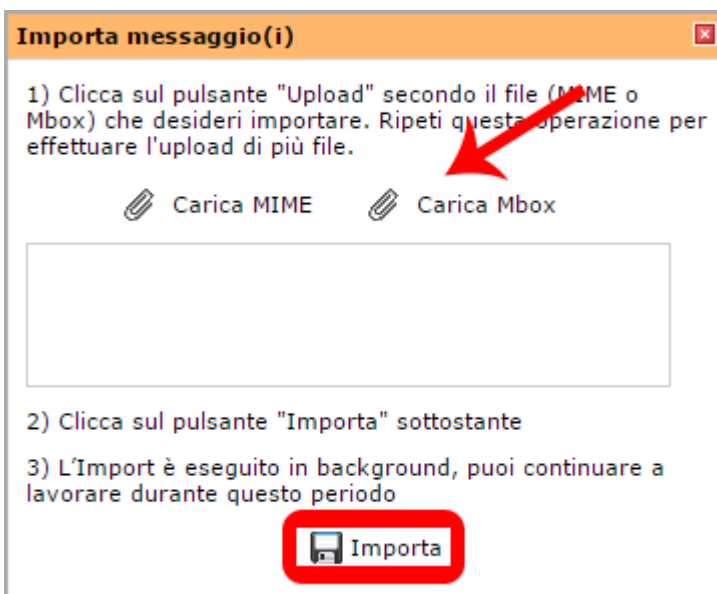 Importa messaggio(i)
1) Clicca sul pulsante "Upload" secondo il file (MIME o
Mbox) che desideri importare. Ripeti questa operazione per
effettuare l'upload di più file.
Carica MIME Carica Mbox
2) Clicca sul pulsante "Importa" sottostante
3) L’Import è eseguito in background, puoi continuare a
lavorare durante questo periodo
Importa